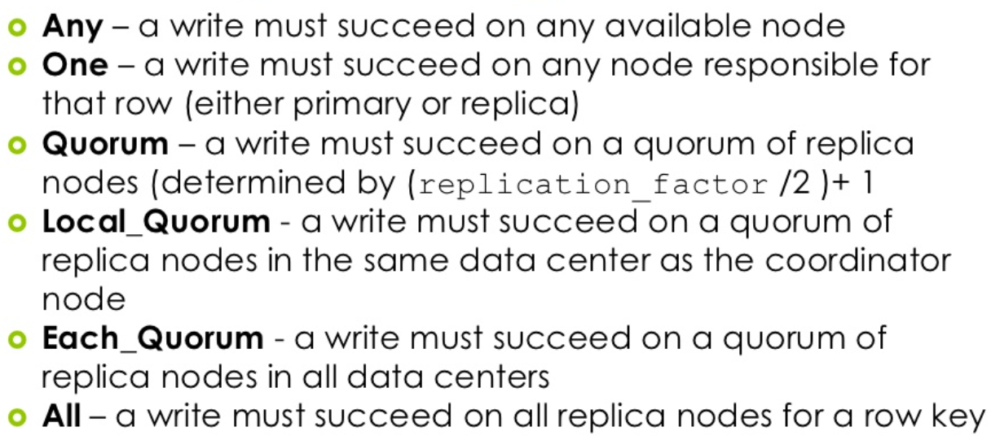 Any – a write must succeed on any available node
One – a write must succeed on any node responsible for
that row (either primary or replica)
Quorum – a write must succeed on a quorum of replica
nodes (determined by (replication_factor /2 )+ 1
Local_Quorum - a write must succeed on a quorum of
replica nodes in the same data center as the coordinator
node
Each_Quorum - a write must succeed on a quorum of
replica nodes in all data centers
All – a write must succeed on all replica nodes for a row key